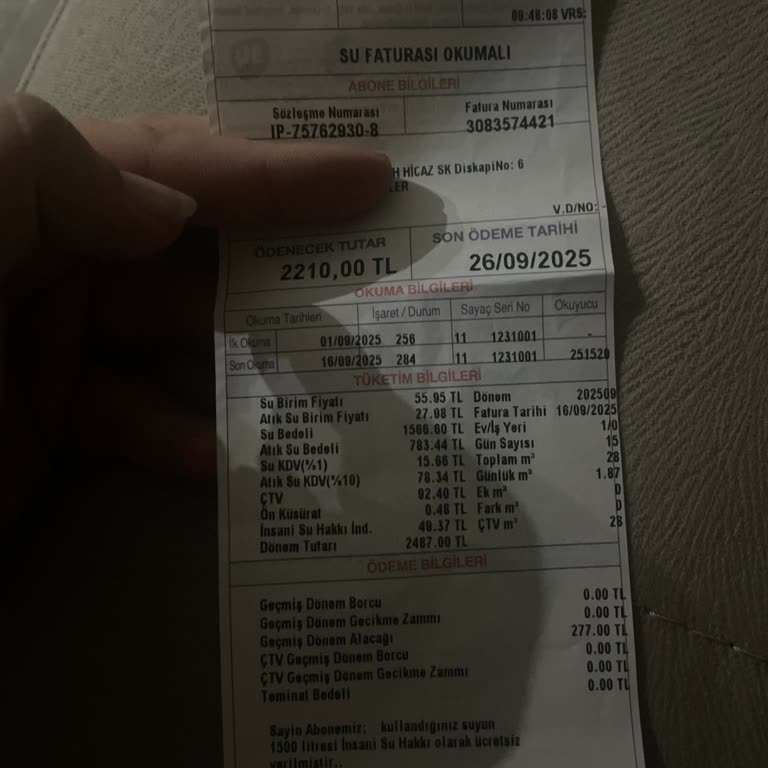 08:48:08 VRS:
SU FATURASI OKUMALI
ABONE BİLGİLERİ
Sözleşme Numarası Fatura Numarası
IP-75762930-8 3083574421
H HİCAZ SK DiskapiNo: 6
LER
V.D/NO: -
ÖDENECEK TUTAR SON ÖDEME TARİHİ
2210,00 TL 26/09/2025
OKUMA BİLGİLERİ
Okuma Tarihleri İşaret / Durum Sayaç Seri No Okuyucu
İlk Okuma 01/09/2025 256 11 1231001 -
Son Okuma 16/09/2025 284 11 1231001 251520
TÜKETİM BİLGİLERİ
Su Birim Fiyatı 55.95 TL Dönem 202509
Atık Su Birim Fiyatı 27.98 TL Fatura Tarihi 16/09/2025
Su Bedeli 1566.60 TL Ev/İş Yeri 1/0
Atık Su Bedeli 783.44 TL Gün Sayısı 15
Su KDV(%1) 15.66 TL Toplam m³ 28
Atık Su KDV(%10) 78.34 TL Günlük m³ 1.87
ÇTV 92.40 TL Ek m³ 0
Ön Küsürat 0.46 TL Fark m³ 0
İnsani Su Hakkı İnd. 49.37 TL ÇTV m³ 28
Dönem Tutarı 2487.00 TL
ÖDEME BİLGİLERİ
Geçmiş Dönem Borcu 0.00 TL
Geçmiş Dönem Gecikme Zammı 0.00 TL
Geçmiş Dönem Alacağı 277.00 TL
ÇTV Geçmiş Dönem Borcu 0.00 TL
ÇTV Geçmiş Dönem Gecikme Zammı 0.00 TL
Teminat Bedeli 0.00 TL
Sayin Abonemiz; kullandığınız suyun
1500 litresi İnsani Su Hakkı olarak ücretsiz
verilmiştir..